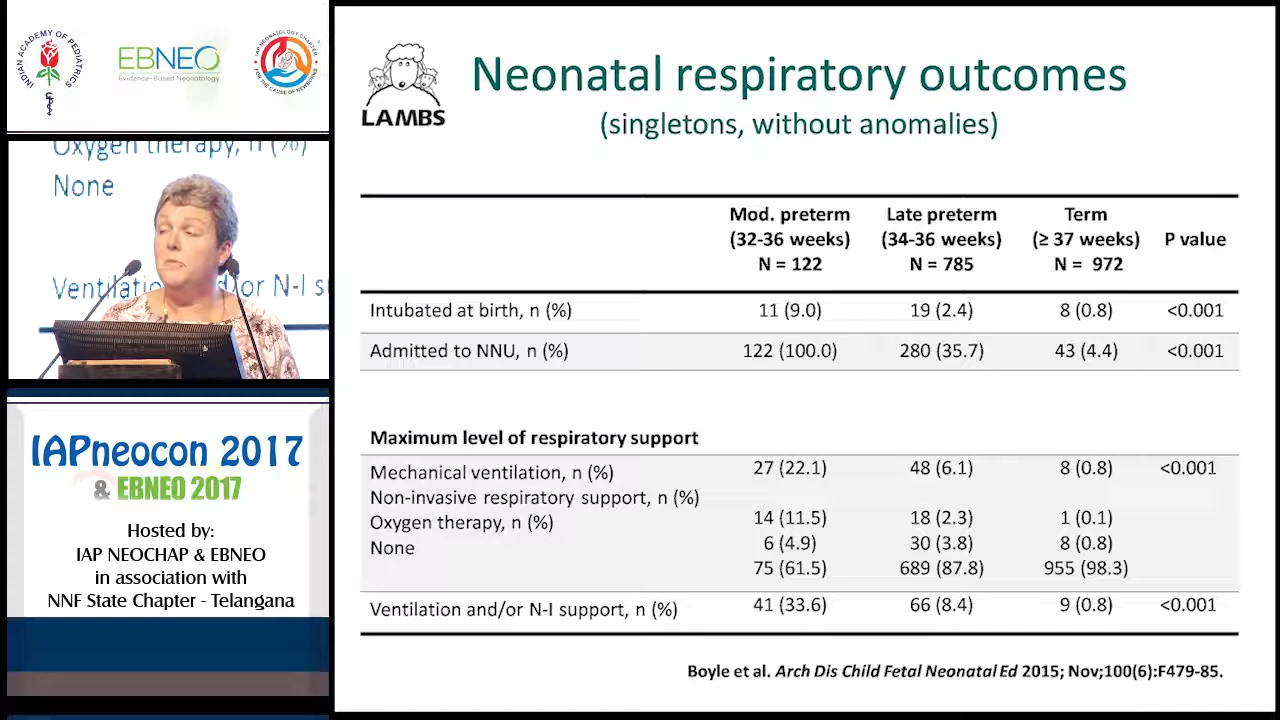 INDIAN ACADEMY OF PEDIATRICS
EBNEO
Evidence-Based Neonatology
IAP NEONATOLOGY CHAPTER
FOR THE CAUSE OF NEWBORNS
Oxygen therapy, n (%)
None
IAPneocon 2017
& EBNEO 2017
Hosted by:
IAP NEOCHAP & EBNEO
in association with
NNF State Chapter - Telangana
LAMBS
Neonatal respiratory outcomes
(singletons, without anomalies)
Mod. preterm Late preterm Term
(32-36 weeks) (34-36 weeks) (≥ 37 weeks) P value
N = 122 N = 785 N = 972
Intubated at birth, n (%) 11 (9.0) 19 (2.4) 8 (0.8) <0.001
Admitted to NNU, n (%) 122 (100.0) 280 (35.7) 43 (4.4) <0.001
Maximum level of respiratory support
Mechanical ventilation, n (%) 27 (22.1) 48 (6.1) 8 (0.8) <0.001
Non-invasive respiratory support, n (%)
14 (11.5) 18 (2.3) 1 (0.1)
Oxygen therapy, n (%)
6 (4.9) 30 (3.8) 8 (0.8)
None
75 (61.5) 689 (87.8) 955 (98.3)
Ventilation and/or N-I support, n (%) 41 (33.6) 66 (8.4) 9 (0.8) <0.001
Boyle et al. Arch Dis Child Fetal Neonatal Ed 2015; Nov;100(6):F479-85.